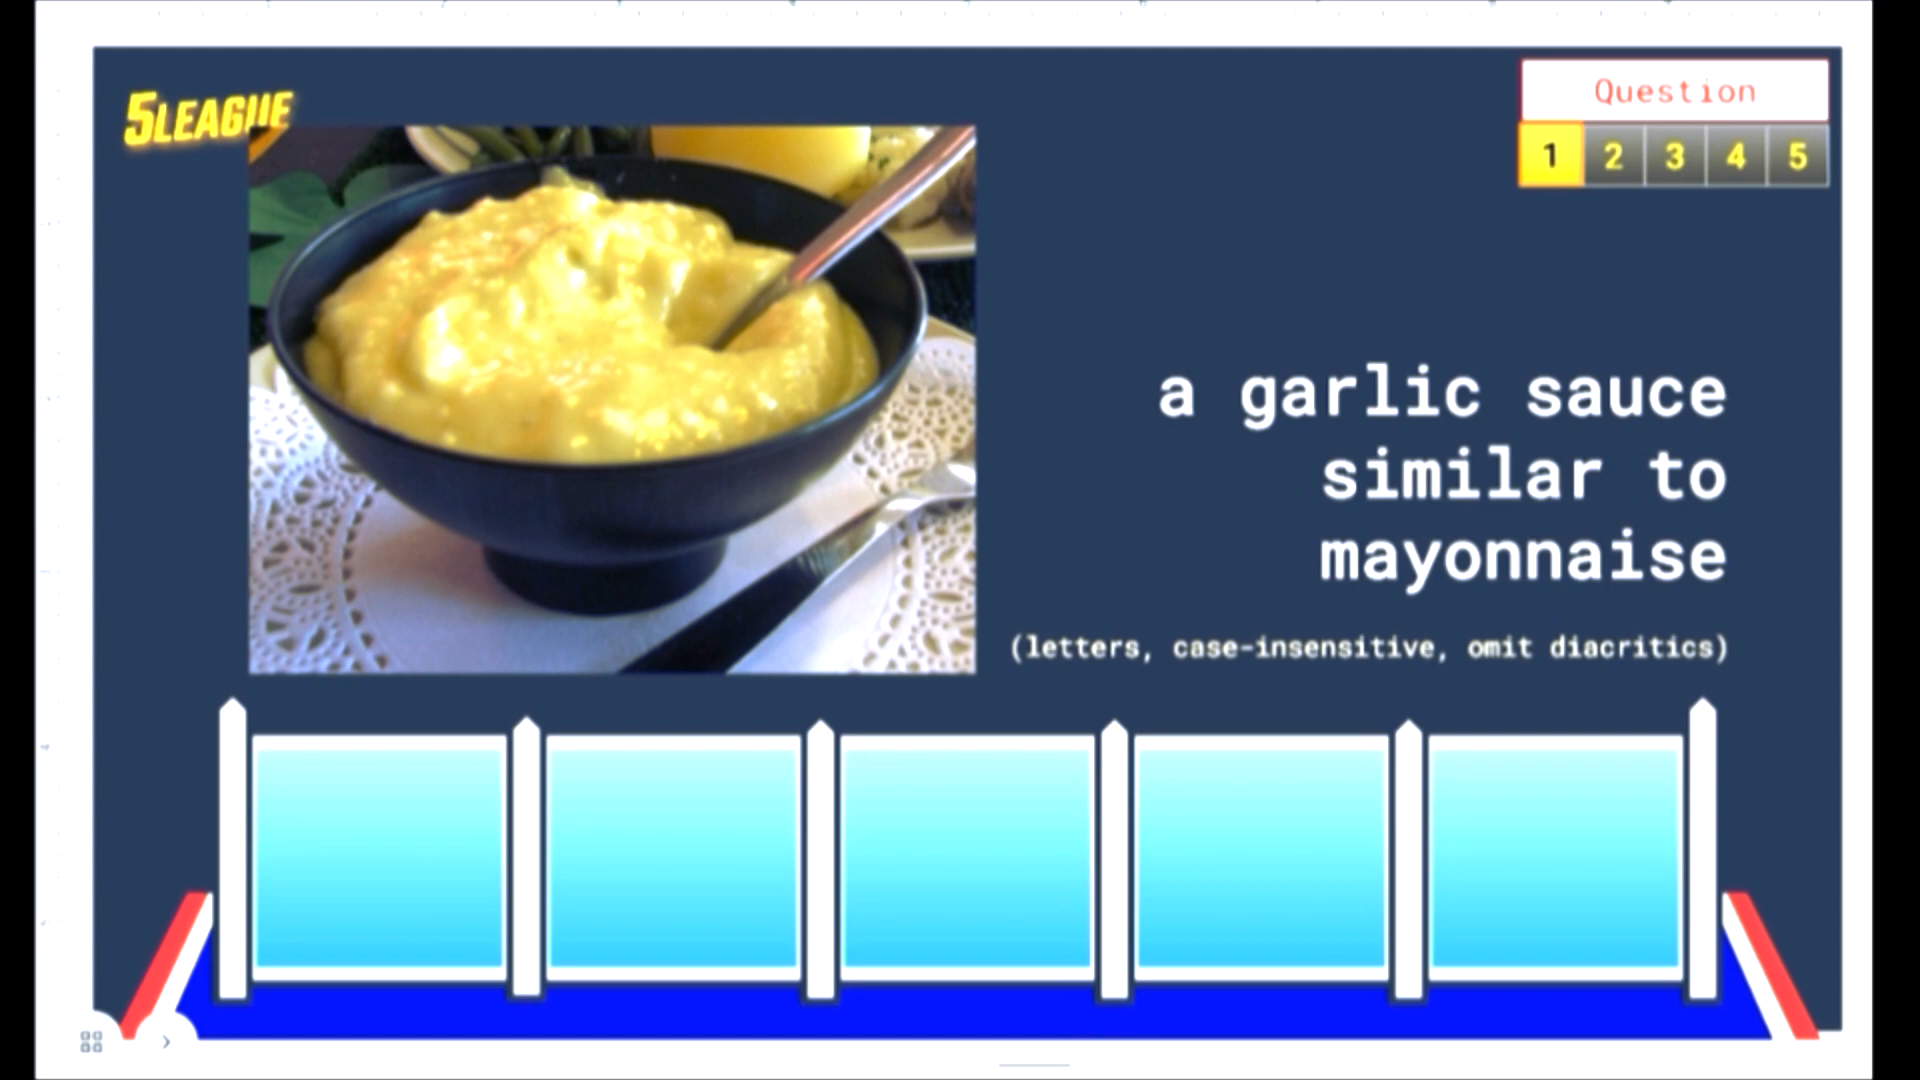 5LEAGUE
Question
1 2 3 4 5
a garlic sauce
similar to
mayonnaise
(letters, case-insensitive, omit diacritics)